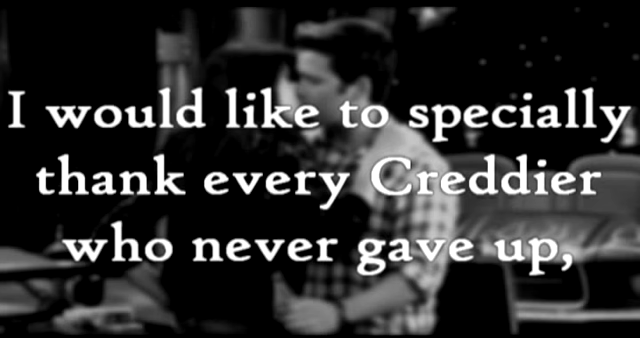 I would like to specially
thank every Creddier
who never gave up,